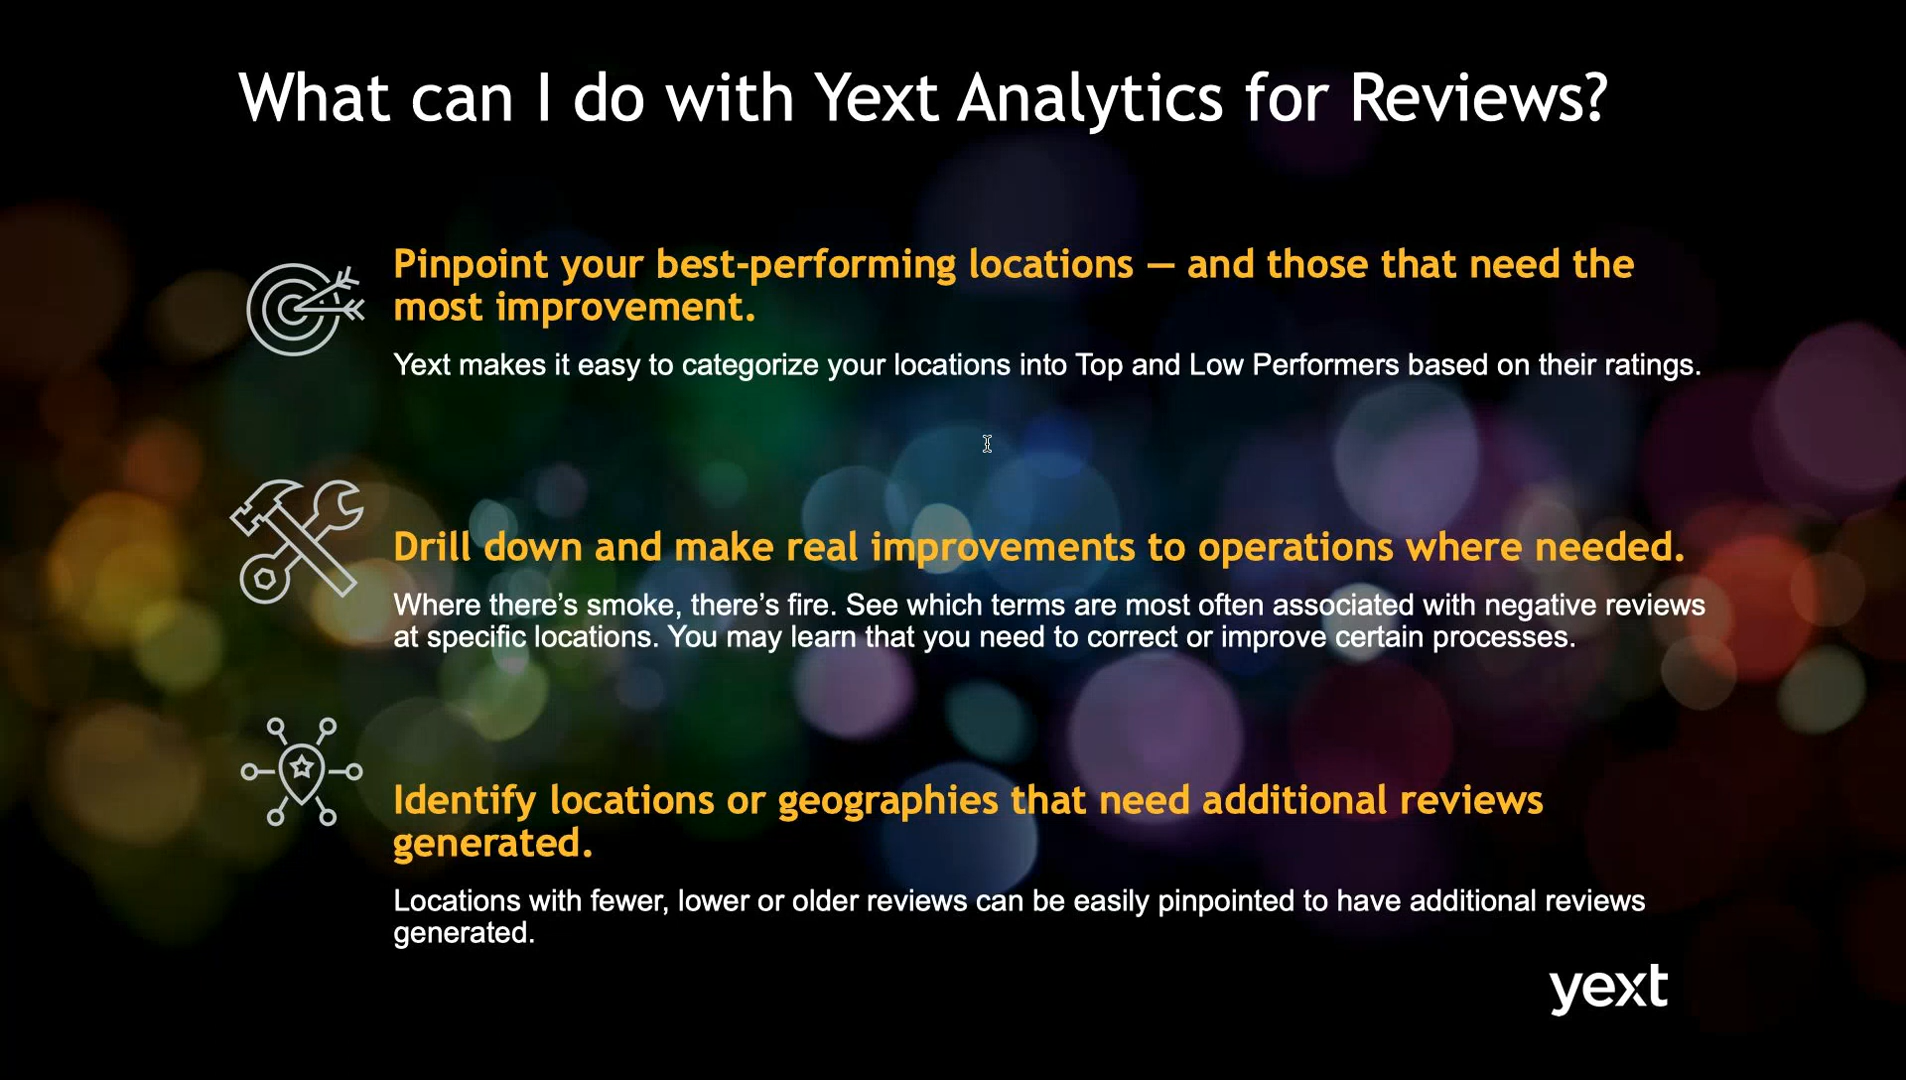 What can I do with Yext Analytics for Reviews?
Pinpoint your best-performing locations — and those that need the
most improvement.
Yext makes it easy to categorize your locations into Top and Low Performers based on their ratings.
Drill down and make real improvements to operations where needed.
Where there’s smoke, there’s fire. See which terms are most often associated with negative reviews
at specific locations. You may learn that you need to correct or improve certain processes.
Identify locations or geographies that need additional reviews
generated.
Locations with fewer, lower or older reviews can be easily pinpointed to have additional reviews
generated.
yext